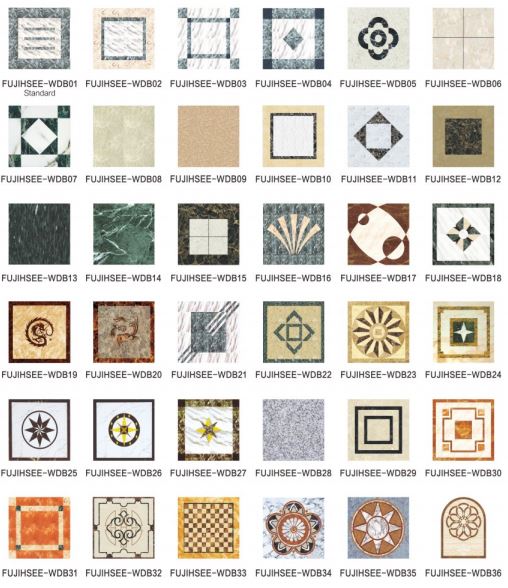 FUJIHSEE-WDB01 FUJIHSEE-WDB02 FUJIHSEE-WDB03 FUJIHSEE-WDB04 FUJIHSEE-WDB05 FUJIHSEE-WDB06
Standard
FUJIHSEE-WDB07 FUJIHSEE-WDB08 FUJIHSEE-WDB09 FUJIHSEE-WDB10 FUJIHSEE-WDB11 FUJIHSEE-WDB12
FUJIHSEE-WDB13 FUJIHSEE-WDB14 FUJIHSEE-WDB15 FUJIHSEE-WDB16 FUJIHSEE-WDB17 FUJIHSEE-WDB18
FUJIHSEE-WDB19 FUJIHSEE-WDB20 FUJIHSEE-WDB21 FUJIHSEE-WDB22 FUJIHSEE-WDB23 FUJIHSEE-WDB24
FUJIHSEE-WDB25 FUJIHSEE-WDB26 FUJIHSEE-WDB27 FUJIHSEE-WDB28 FUJIHSEE-WDB29 FUJIHSEE-WDB30
FUJIHSEE-WDB31 FUJIHSEE-WDB32 FUJIHSEE-WDB33 FUJIHSEE-WDB34 FUJIHSEE-WDB35 FUJIHSEE-WDB36